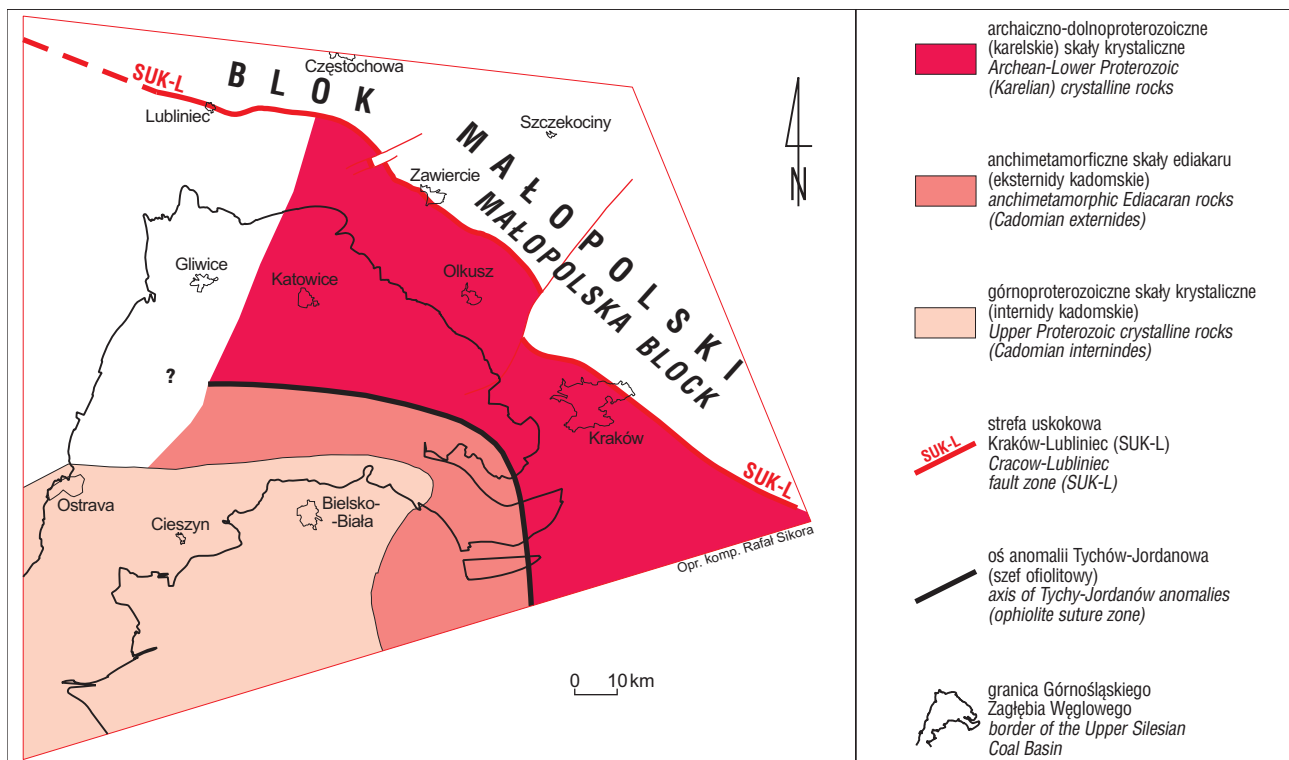 SUK-L
BLOK
Częstochowa
Lubliniec
MAŁOPOLSKI
MAŁOPOLSKA BLOCK
Szczekociny
Zawiercie
N
Gliwice
Katowice
Olkusz
?
Kraków
SUK-L
Ostrava
Cieszyn
Bielsko-
-Biała
Opr. komp. Rafał Sikora
0 10 km
archaiczno-dolnoproterozoiczne
(karelskie) skały krystaliczne
Archean-Lower Proterozoic
(Karelian) crystalline rocks
anchimetamorficzne skały ediakaru
(eksternidy kadomskie)
anchimetamorphic Ediacaran rocks
(Cadomian externides)
górnoproterozoiczne skały krystaliczne
(internidy kadomskie)
Upper Proterozoic crystalline rocks
(Cadomian internindes)
SUK-L
strefa uskokowa
Kraków-Lubliniec (SUK-L)
Cracow-Lubliniec
fault zone (SUK-L)
oś anomalii Tychów-Jordanowa
(szef ofiolitowy)
axis of Tychy-Jordanów anomalies
(ophiolite suture zone)
granica Górnośląskiego
Zagłębia Węglowego
border of the Upper Silesian
Coal Basin